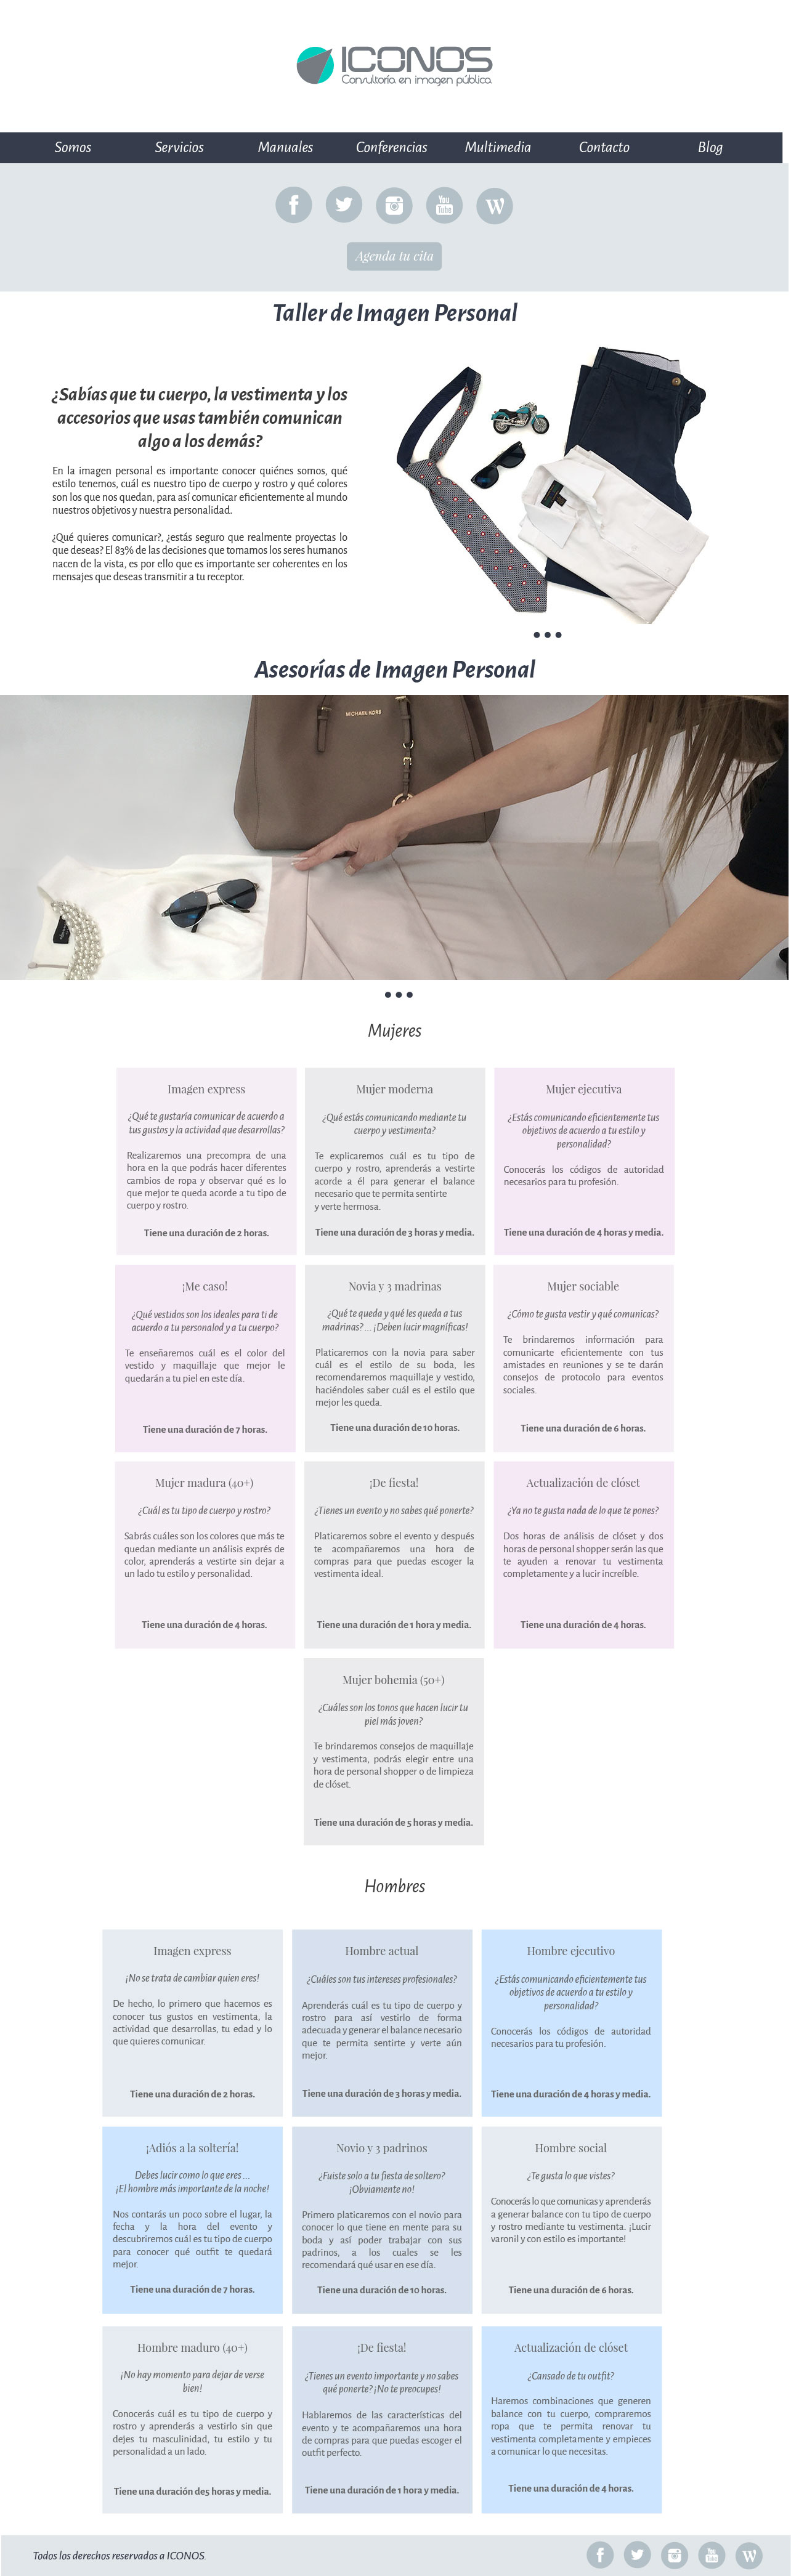 ICONOS
Consultoría en imagen pública
Somos Servicios Manuales Conferencias Multimedia Contacto Blog
f You Tube W
Agenda tu cita
Taller de Imagen Personal
¿Sabías que tu cuerpo, la vestimenta y los
accesorios que usas también comunican
algo a los demás?
En la imagen personal es importante conocer quiénes somos, qué
estilo tenemos, cuál es nuestro tipo de cuerpo y rostro y qué colores
son los que nos quedan, para así comunicar eficientemente al mundo
nuestros objetivos y nuestra personalidad.
¿Qué quieres comunicar?, ¿estás seguro que realmente proyectas lo
que deseas? El 83% de las decisiones que tomamos los seres humanos
nacen de la vista, es por ello que es importante ser coherentes en los
mensajes que deseas transmitir a tu receptor.
Asesorías de Imagen Personal
MICHAEL KORS
Mujeres
Imagen express
¿Qué te gustaría comunicar de acuerdo a
tus gustos y la actividad que desarrollas?
Realizaremos una precompra de una
hora en la que podrás hacer diferentes
cambios de ropa y observar qué es lo
que mejor te queda acorde a tu tipo de
cuerpo y rostro.
Tiene una duración de 2 horas.
Mujer moderna
¿Qué estás comunicando mediante tu
cuerpo y vestimenta?
Te explicaremos cuál es tu tipo de
cuerpo y rostro, aprenderás a vestirte
acorde a él para generar el balance
necesario que te permita sentirte
y verte hermosa.
Tiene una duración de 3 horas y media.
Mujer ejecutiva
¿Estás comunicando eficientemente tus
objetivos de acuerdo a tu estilo y
personalidad?
Conocerás los códigos de autoridad
necesarios para tu profesión.
Tiene una duración de 4 horas y media.
¡Me caso!
¿Qué vestidos son los ideales para ti de
acuerdo a tu personalod y a tu cuerpo?
Te enseñaremos cuál es el color del
vestido y maquillaje que mejor le
quedarán a tu piel en este día.
Tiene una duración de 7 horas.
Novia y 3 madrinas
¿Qué te queda y qué les queda a tus
madrinas? ... ¡Deben lucir magníficas!
Platicaremos con la novia para saber
cuál es el estilo de su boda, les
recomendaremos maquillaje y vestido,
haciéndoles saber cuál es el estilo que
mejor les queda.
Tiene una duración de 10 horas.
Mujer sociable
¿Cómo te gusta vestir y qué comunicas?
Te brindaremos información para
comunicarte eficientemente con tus
amistades en reuniones y se te darán
consejos de protocolo para eventos
sociales.
Tiene una duración de 6 horas.
Mujer madura (40+)
¿Cuál es tu tipo de cuerpo y rostro?
Sabrás cuáles son los colores que más te
quedan mediante un análisis exprés de
color, aprenderás a vestirte sin dejar a
un lado tu estilo y personalidad.
Tiene una duración de 4 horas.
¡De fiesta!
¿Tienes un evento y no sabes qué ponerte?
Platicaremos sobre el evento y después
te acompañaremos una hora de
compras para que puedas escoger la
vestimenta ideal.
Tiene una duración de 1 hora y media.
Actualización de clóset
¿Ya no te gusta nada de lo que te pones?
Dos horas de análisis de clóset y dos
horas de personal shopper serán las que
te ayuden a renovar tu vestimenta
completamente y a lucir increíble.
Tiene una duración de 4 horas.
Mujer bohemia (50+)
¿Cuáles son los tonos que hacen lucir tu
piel más joven?
Te brindaremos consejos de maquillaje
y vestimenta, podrás elegir entre una
hora de personal shopper o de limpieza
de clóset.
Tiene una duración de 5 horas y media.
Hombres
Imagen express
¡No se trata de cambiar quien eres!
De hecho, lo primero que hacemos es
conocer tus gustos en vestimenta, la
actividad que desarrollas, tu edad y lo
que quieres comunicar.
Tiene una duración de 2 horas.
Hombre actual
¿Cuáles son tus intereses profesionales?
Aprenderás cuál es tu tipo de cuerpo y
rostro para así vestirlo de forma
adecuada y generar el balance necesario
que te permita sentirte y verte aún
mejor.
Tiene una duración de 3 horas y media.
Hombre ejecutivo
¿Estás comunicando eficientemente tus
objetivos de acuerdo a tu estilo y
personalidad?
Conocerás los códigos de autoridad
necesarios para tu profesión.
Tiene una duración de 4 horas y media.
¡Adiós a la soltería!
Debes lucir como lo que eres ...
¡El hombre más importante de la noche!
Nos contarás un poco sobre el lugar, la
fecha y la hora del evento y
descubriremos cuál es tu tipo de cuerpo
para conocer qué outfit te quedará
mejor.
Tiene una duración de 7 horas.
Novio y 3 padrinos
¿Fuiste solo a tu fiesta de soltero?
¡Obviamente no!
Primero platicaremos con el novio para
conocer lo que tiene en mente para su
boda y así poder trabajar con sus
padrinos, a los cuales se les
recomendará qué usar en ese día.
Tiene una duración de 10 horas.
Hombre social
¿Te gusta lo que vistes?
Conocerás lo que comunicas y aprenderás
a generar balance con tu tipo de cuerpo
y rostro mediante tu vestimenta. ¡Lucir
varonil y con estilo es importante!
Tiene una duración de 6 horas.
Hombre maduro (40+)
¡No hay momento para dejar de verse
bien!
Conocerás cuál es tu tipo de cuerpo y
rostro y aprenderás a vestirlo sin que
dejes tu masculinidad, tu estilo y tu
personalidad a un lado.
Tiene una duración de5 horas y media.
¡De fiesta!
¿Tienes un evento importante y no sabes
qué ponerte? ¡No te preocupes!
Hablaremos de las características del
evento y te acompañaremos una hora
de compras para que puedas escoger el
outfit perfecto.
Tiene una duración de 1 hora y media.
Actualización de clóset
¿Cansado de tu outfit?
Haremos combinaciones que generen
balance con tu cuerpo, compraremos
ropa que te permita renovar tu
vestimenta completamente y empieces
a comunicar lo que necesitas.
Tiene una duración de 4 horas.
Todos los derechos reservados a ICONOS.
f You Tube W